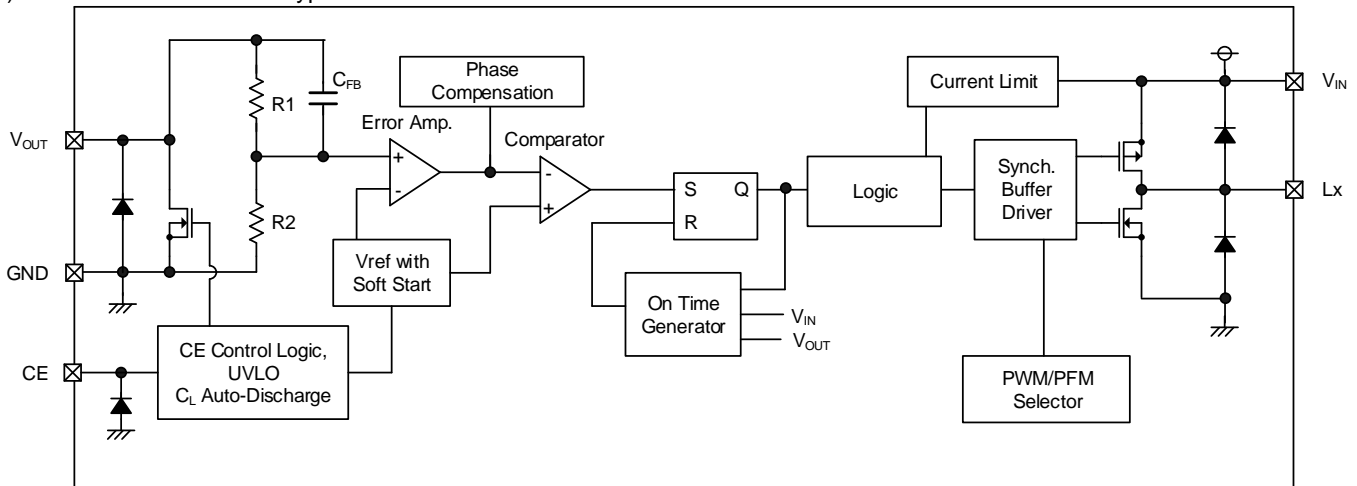 )
yp
V_OUT
GND
CE
R1
R2
C_FB
Error Amp.
Phase
Compensation
Comparator
+
-
-
+
Vref with
Soft Start
CE Control Logic,
UVLO
C_L Auto-Discharge
S
Q
R
On Time
Generator
V_IN
V_OUT
Logic
Current Limit
Synch.
Buffer
Driver
PWM/PFM
Selector
V_IN
Lx